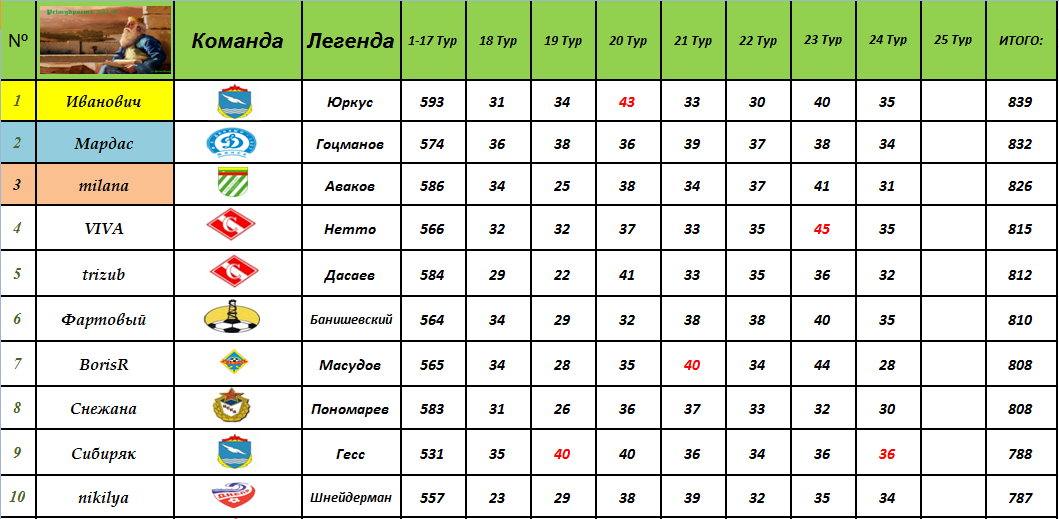 № Команда Легенда 1-17 Тур 18 Тур 19 Тур 20 Тур 21 Тур 22 Тур 23 Тур 24 Тур 25 Тур ИТОГО:
1 Иванович Юркус 593 31 34 43 33 30 40 35 839
2 Мардас Гоцманов 574 36 38 36 39 37 38 34 832
3 milana Аваков 586 34 25 38 34 37 41 31 826
4 VIVA Нетто 566 32 32 37 33 35 45 35 815
5 trizub Дасаев 584 29 22 41 33 35 36 32 812
6 Фартовый Банишевский 564 34 29 32 38 38 40 35 810
7 BorisR Масудов 565 34 28 35 40 34 44 28 808
8 Снежана Пономарев 583 31 26 36 37 33 32 30 808
9 Сибиряк Гесс 531 35 40 40 36 34 36 36 788
10 nikilya Шнейдерман 557 23 29 38 39 32 35 34 787